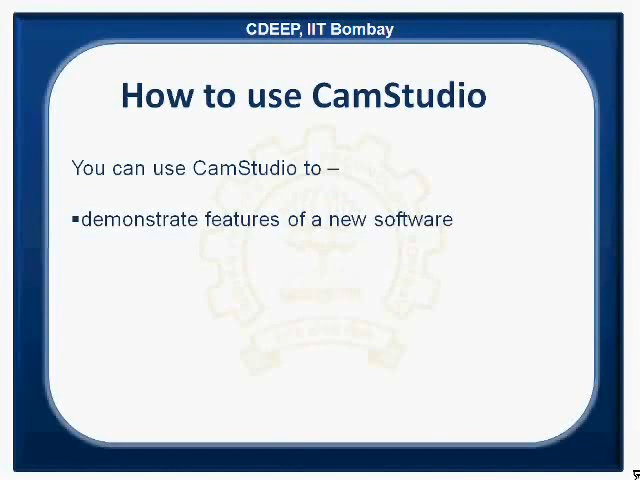 CDEEP, IIT Bombay
How to use CamStudio
You can use CamStudio to –
▪demonstrate features of a new software